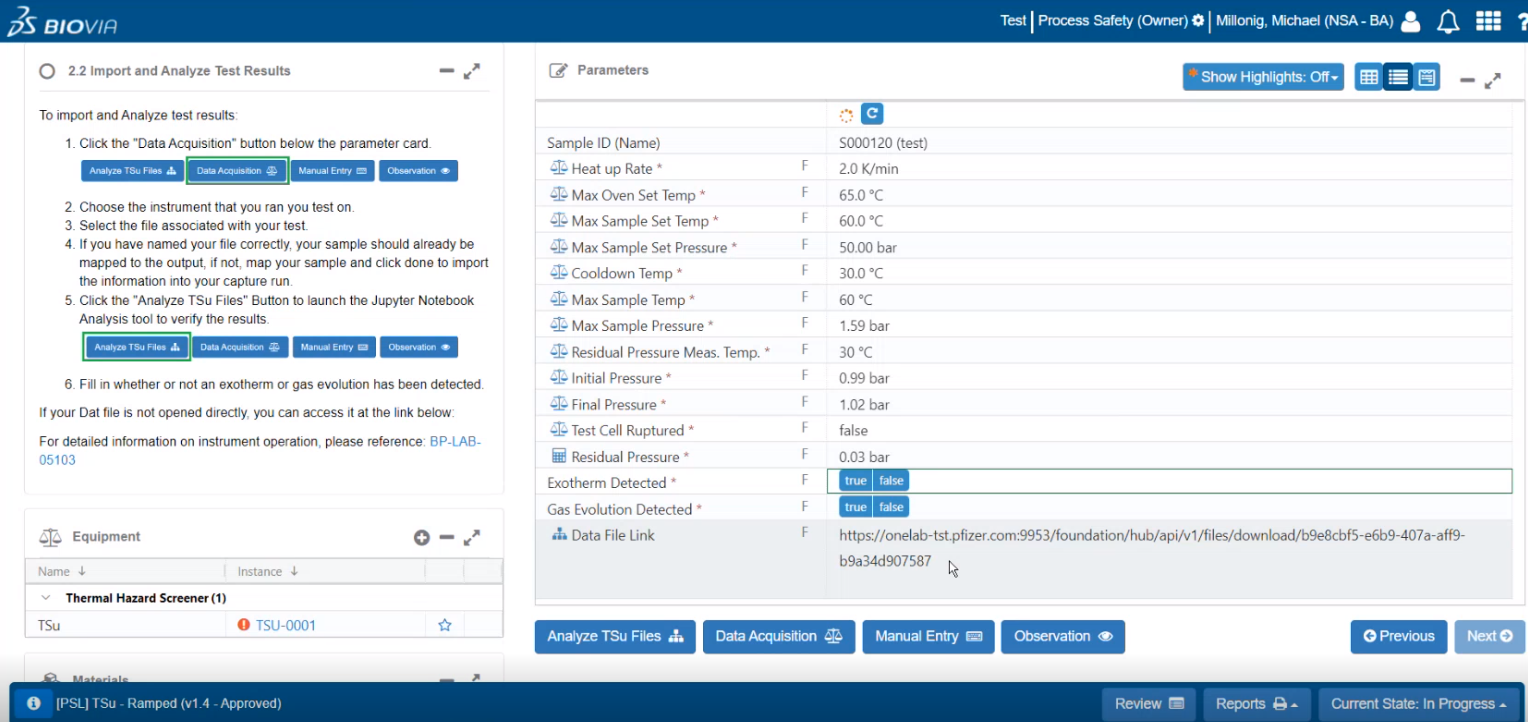 BIOVIA
Test Process Safety (Owner) Millonig, Michael (NSA - BA) ?
2.2 Import and Analyze Test Results
To import and Analyze test results:
1. Click the "Data Acquisition" button below the parameter card.
Analyze TSu Files Data Acquisition Manual Entry Observation
2. Choose the instrument that you ran you test on.
3. Select the file associated with your test.
4. If you have named your file correctly, your sample should already be
mapped to the output, if not, map your sample and click done to import
the information into your capture run.
5. Click the "Analyze TSu Files" Button to launch the Jupyter Notebook
Analysis tool to verify the results.
Analyze TSu Files Data Acquisition Manual Entry Observation
6. Fill in whether or not an exotherm or gas evolution has been detected.
If your Dat file is not opened directly, you can access it at the link below:
For detailed information on instrument operation, please reference: BP-LAB-
05103
Equipment
Name Instance
Thermal Hazard Screener (1)
TSu TSU-0001
Materials
Parameters
Show Highlights: Off
Sample ID (Name) S000120 (test)
Heat up Rate * F 2.0 K/min
Max Oven Set Temp * F 65.0 °C
Max Sample Set Temp * F 60.0 °C
Max Sample Set Pressure * F 50.00 bar
Cooldown Temp * F 30.0 °C
Max Sample Temp * F 60 °C
Max Sample Pressure * F 1.59 bar
Residual Pressure Meas. Temp. * F 30 °C
Initial Pressure * F 0.99 bar
Final Pressure * F 1.02 bar
Test Cell Ruptured * F false
Residual Pressure * F 0.03 bar
Exotherm Detected * F true false
Gas Evolution Detected * F true false
Data File Link F https://onelab-tst.pfizer.com:9953/foundation/hub/api/v1/files/download/b9e8cbf5-e6b9-407a-aff9-
b9a34d907587
Analyze TSu Files Data Acquisition Manual Entry Observation Previous Next
[PSL] TSu - Ramped (v1.4 - Approved) Review Reports Current State: In Progress